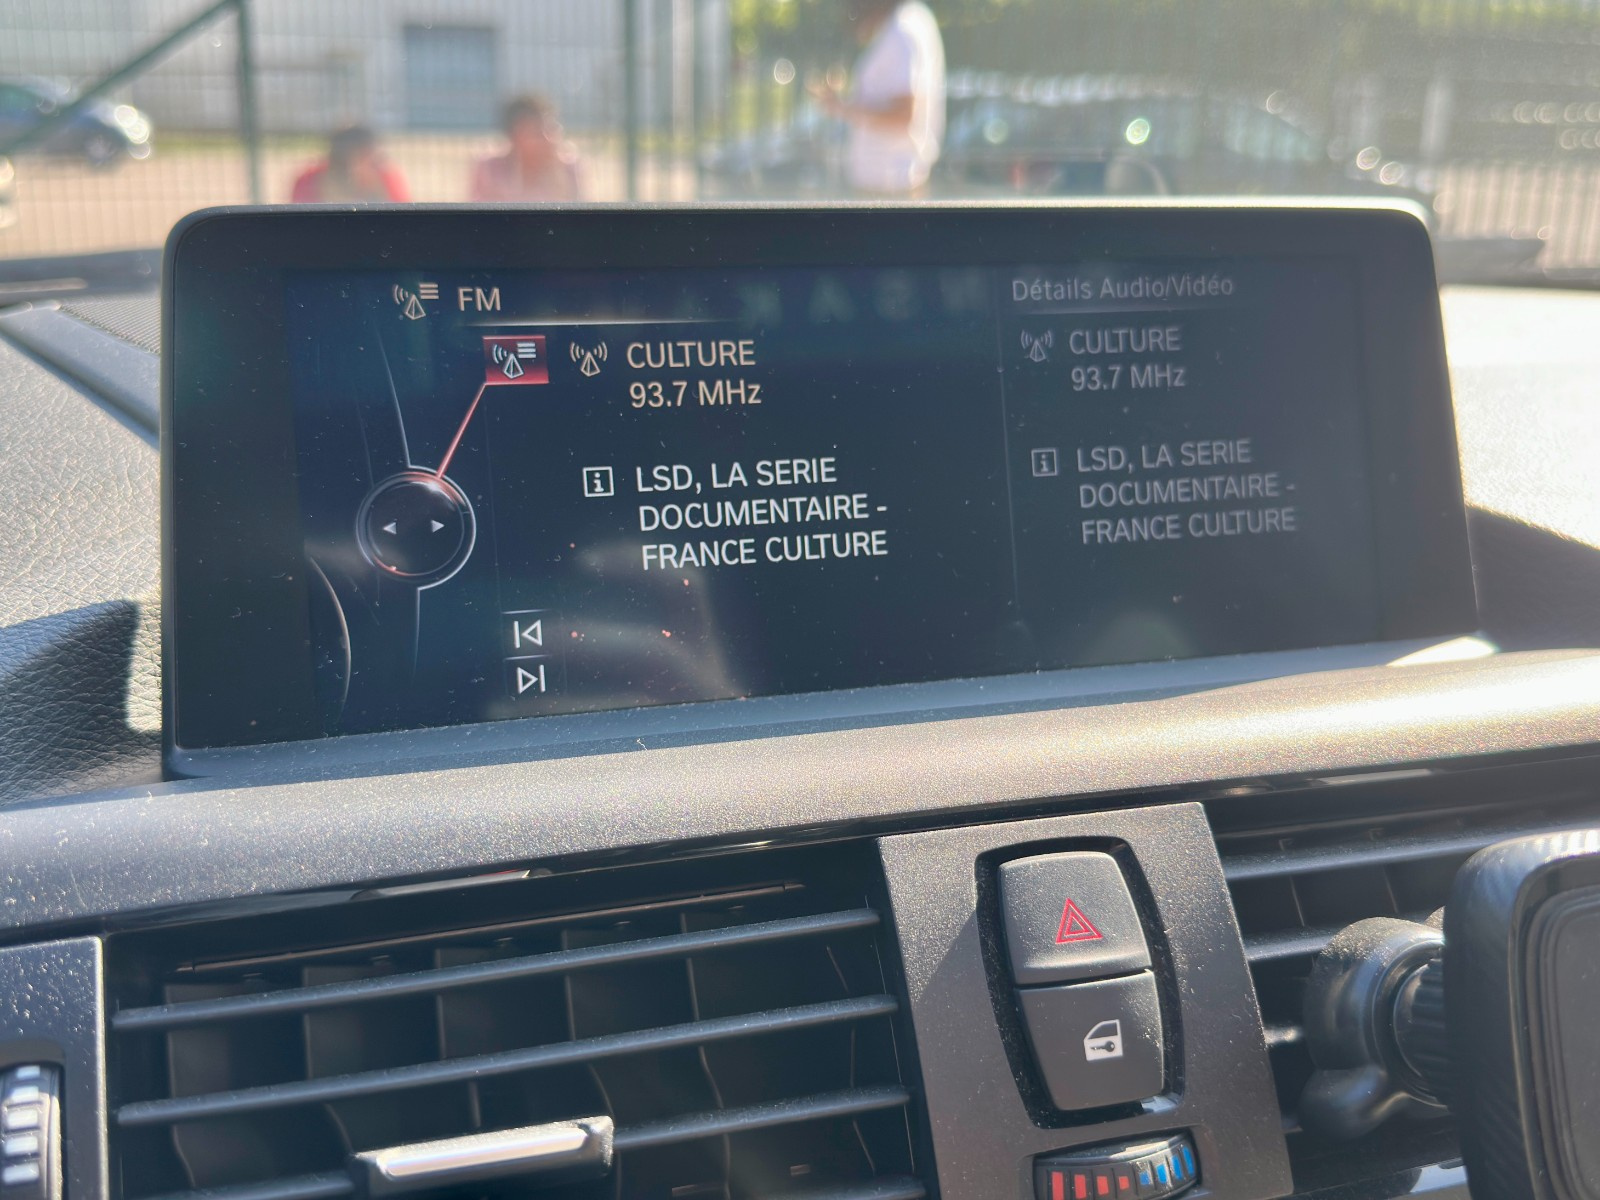 FM
CULTURE
93.7 MHz
LSD, LA SERIE
DOCUMENTAIRE -
FRANCE CULTURE
Détails Audio/Vidéo
CULTURE
93.7 MHz
LSD, LA SERIE
DOCUMENTAIRE -
FRANCE CULTURE